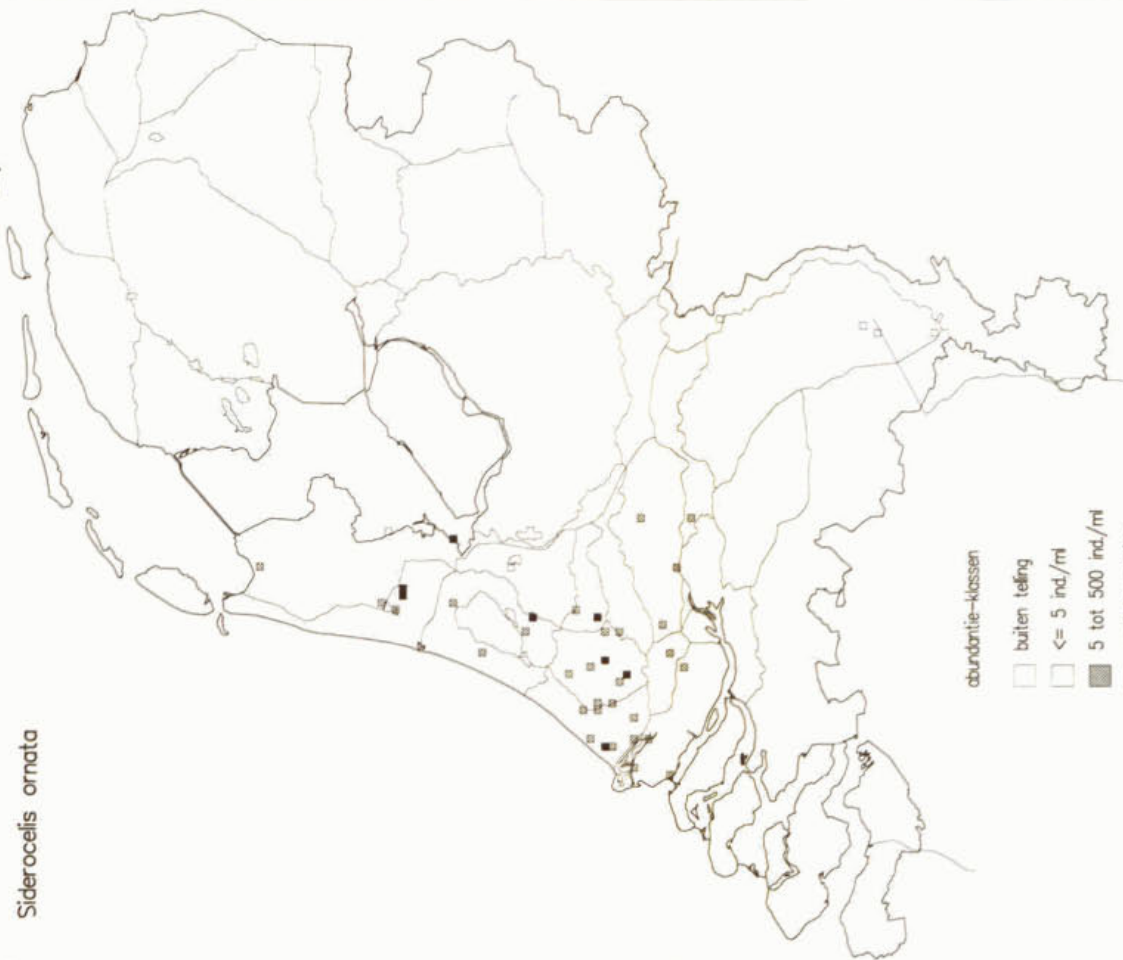 Siderocelis ornata
abundantie-klassen
buiten telling
<= 5 ind./ml
5 tot 500 ind./ml